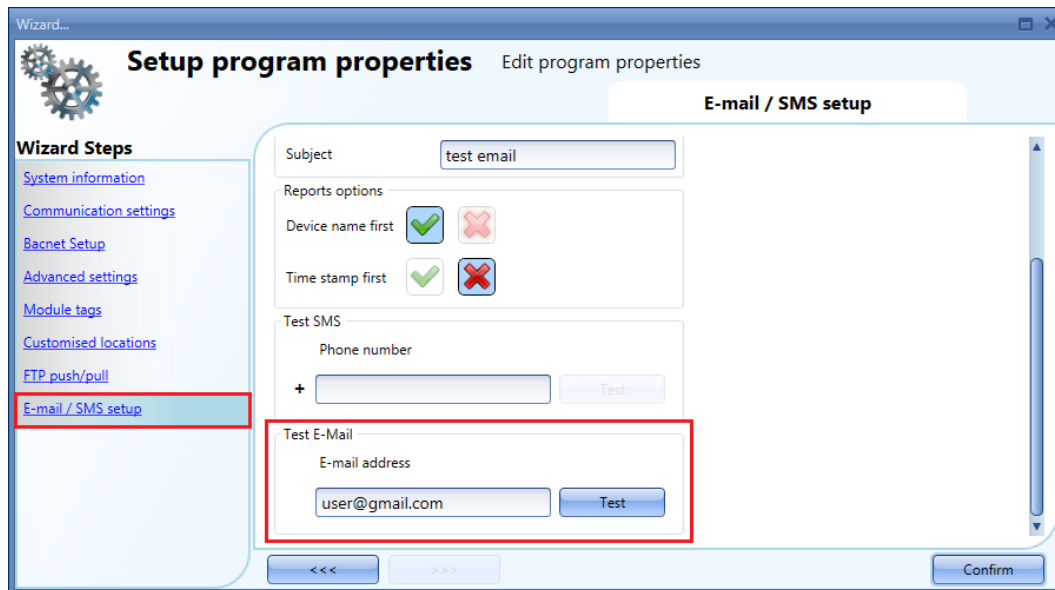 Wizard...
Setup program properties Edit program properties
E-mail / SMS setup
Wizard Steps
System information
Communication settings
Bacnet Setup
Advanced settings
Module tags
Customised locations
FTP push/pull
E-mail / SMS setup
Subject test email
Reports options
Device name first
Time stamp first
Test SMS
Phone number
+ Test
Test E-Mail
E-mail address
user@gmail.com Test
<<< >>> Confirm